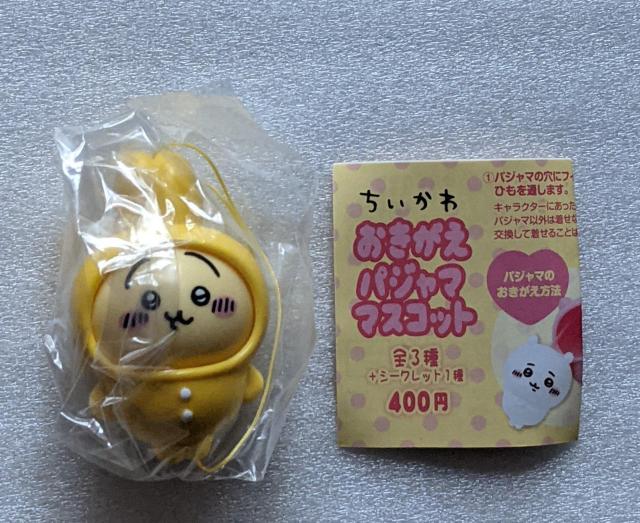 ちいかわ
おきがえ
パジャマ
マスコット
全3種
+シークレット1種
400円
①パジャマの穴にフィ
ひもを通します。
キャラクターにあった
パジャマ以外は着せな
交換して着せることは
パジャマの
おきがえ方法